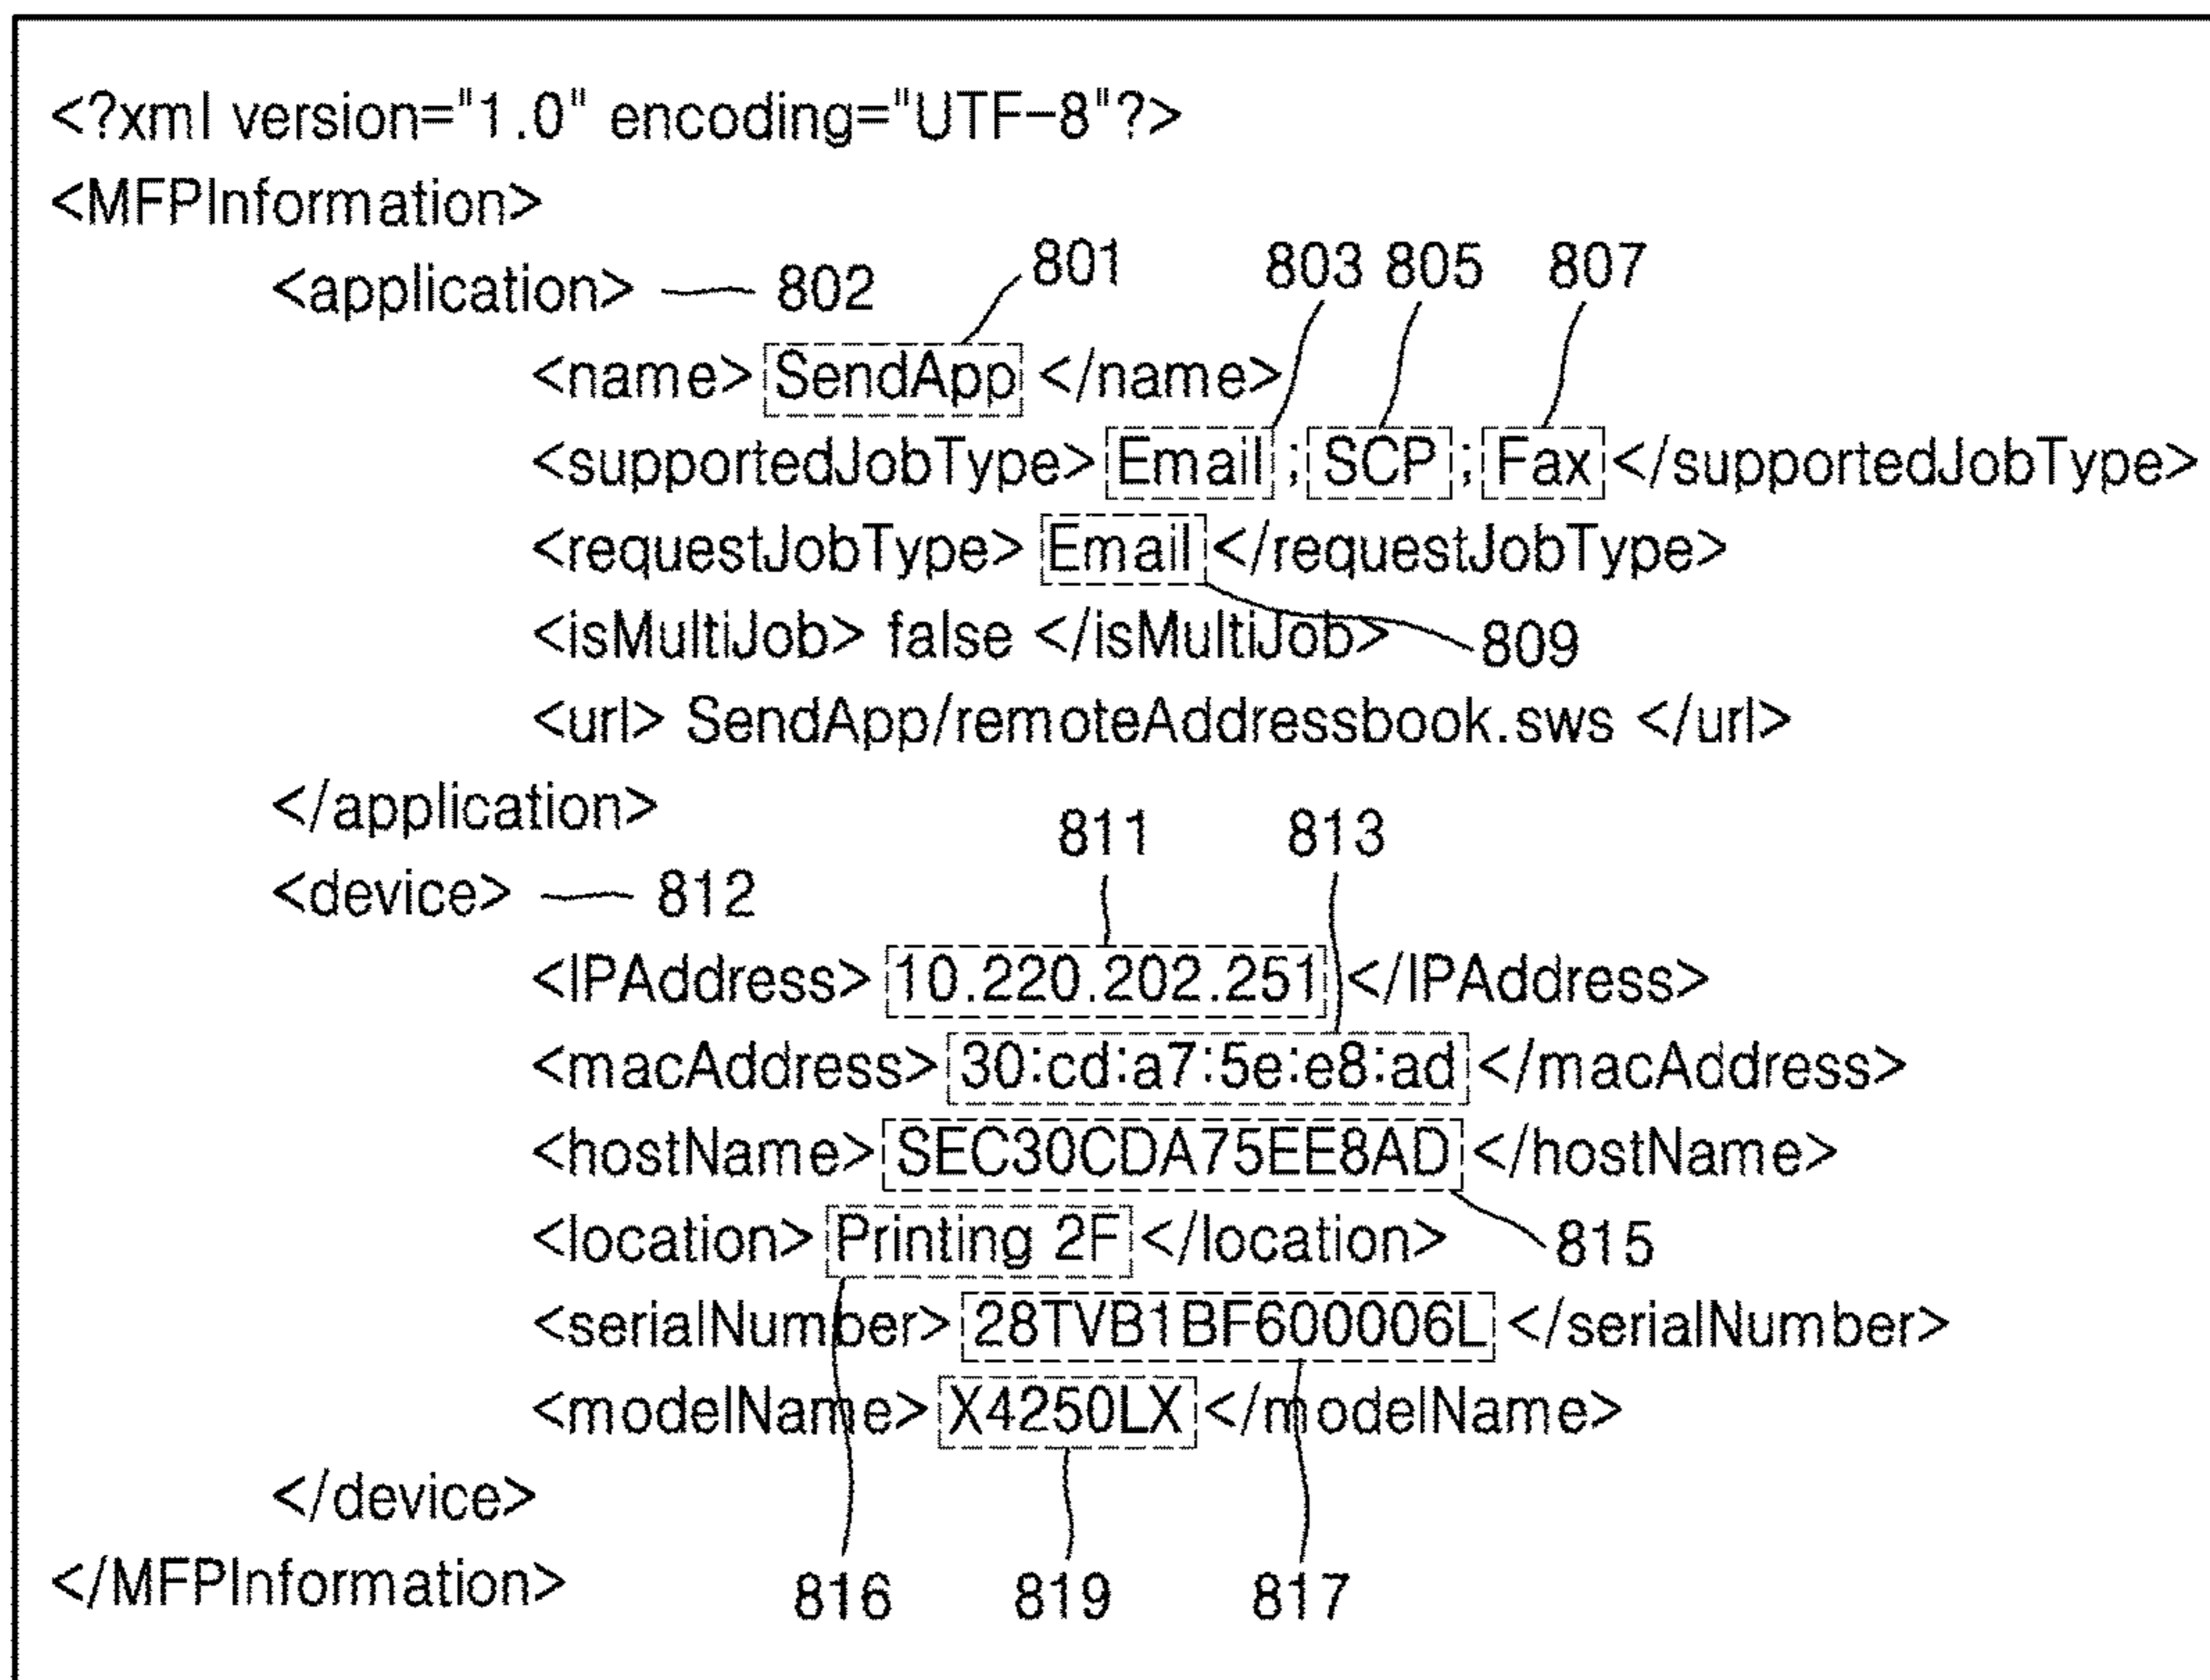 <?xml version="1.0" encoding="UTF-8"?>
<MFPInformation>
801 803 805 807
<application> 802
<name> SendApp </name>
<supportedJobType> Email ; SCP ; Fax </supportedJobType>
<requestJobType> Email </requestJobType>
<isMultiJob> false </isMultiJob> 809
<url> SendApp/remoteAddressbook.sws </url>
</application>
811 813
<device> 812
<IPAddress> 10.220.202.251 </IPAddress>
<macAddress> 30:cd:a7:5e:e8:ad </macAddress>
<hostName> SEC30CDA75EE8AD </hostName>
<location> Printing 2F </location> 815
<serialNumber> 28TVB1BF600006L </serialNumber>
<modelName> X4250LX </modelName>
</device>
</MFPInformation> 816 819 817